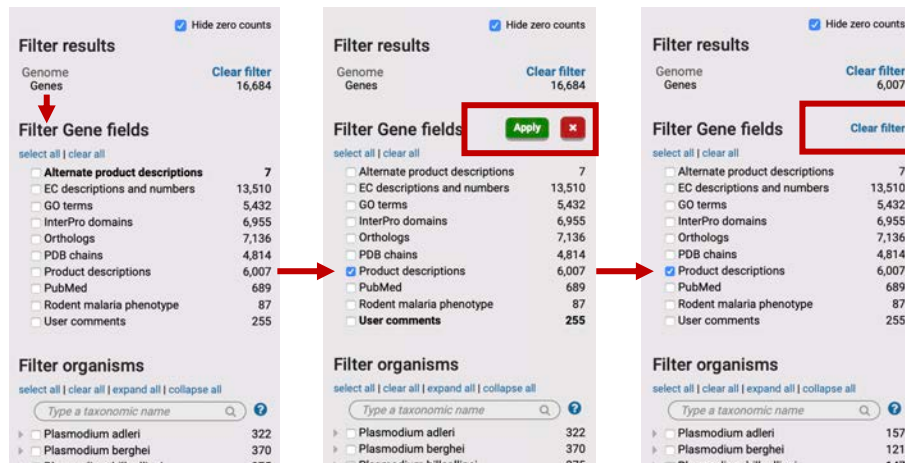 Hide zero counts
Filter results
Genome Clear filter
Genes 16,684
Filter Gene fields
select all | clear all
Alternate product descriptions 7
EC descriptions and numbers 13,510
GO terms 5,432
InterPro domains 6,955
Orthologs 7,136
PDB chains 4,814
Product descriptions 6,007
PubMed 689
Rodent malaria phenotype 87
User comments 255
Filter organisms
select all | clear all | expand all | collapse all
Type a taxonomic name ?
Plasmodium adleri 322
Plasmodium berghei 370
Hide zero counts
Filter results
Genome Clear filter
Genes 16,684
Filter Gene fields Apply ×
select all | clear all
Alternate product descriptions 7
EC descriptions and numbers 13,510
GO terms 5,432
InterPro domains 6,955
Orthologs 7,136
PDB chains 4,814
Product descriptions 6,007
PubMed 689
Rodent malaria phenotype 87
User comments 255
Filter organisms
select all | clear all | expand all | collapse all
Type a taxonomic name ?
Plasmodium adleri 322
Plasmodium berghei 370
Hide zero counts
Filter results
Genome Clear filter
Genes 6,007
Filter Gene fields Clear filter
select all | clear all
Alternate product descriptions 7
EC descriptions and numbers 13,510
GO terms 5,432
InterPro domains 6,955
Orthologs 7,136
PDB chains 4,814
Product descriptions 6,007
PubMed 689
Rodent malaria phenotype 87
User comments 255
Filter organisms
select all | clear all | expand all | collapse all
Type a taxonomic name ?
Plasmodium adleri 157
Plasmodium berghei 121